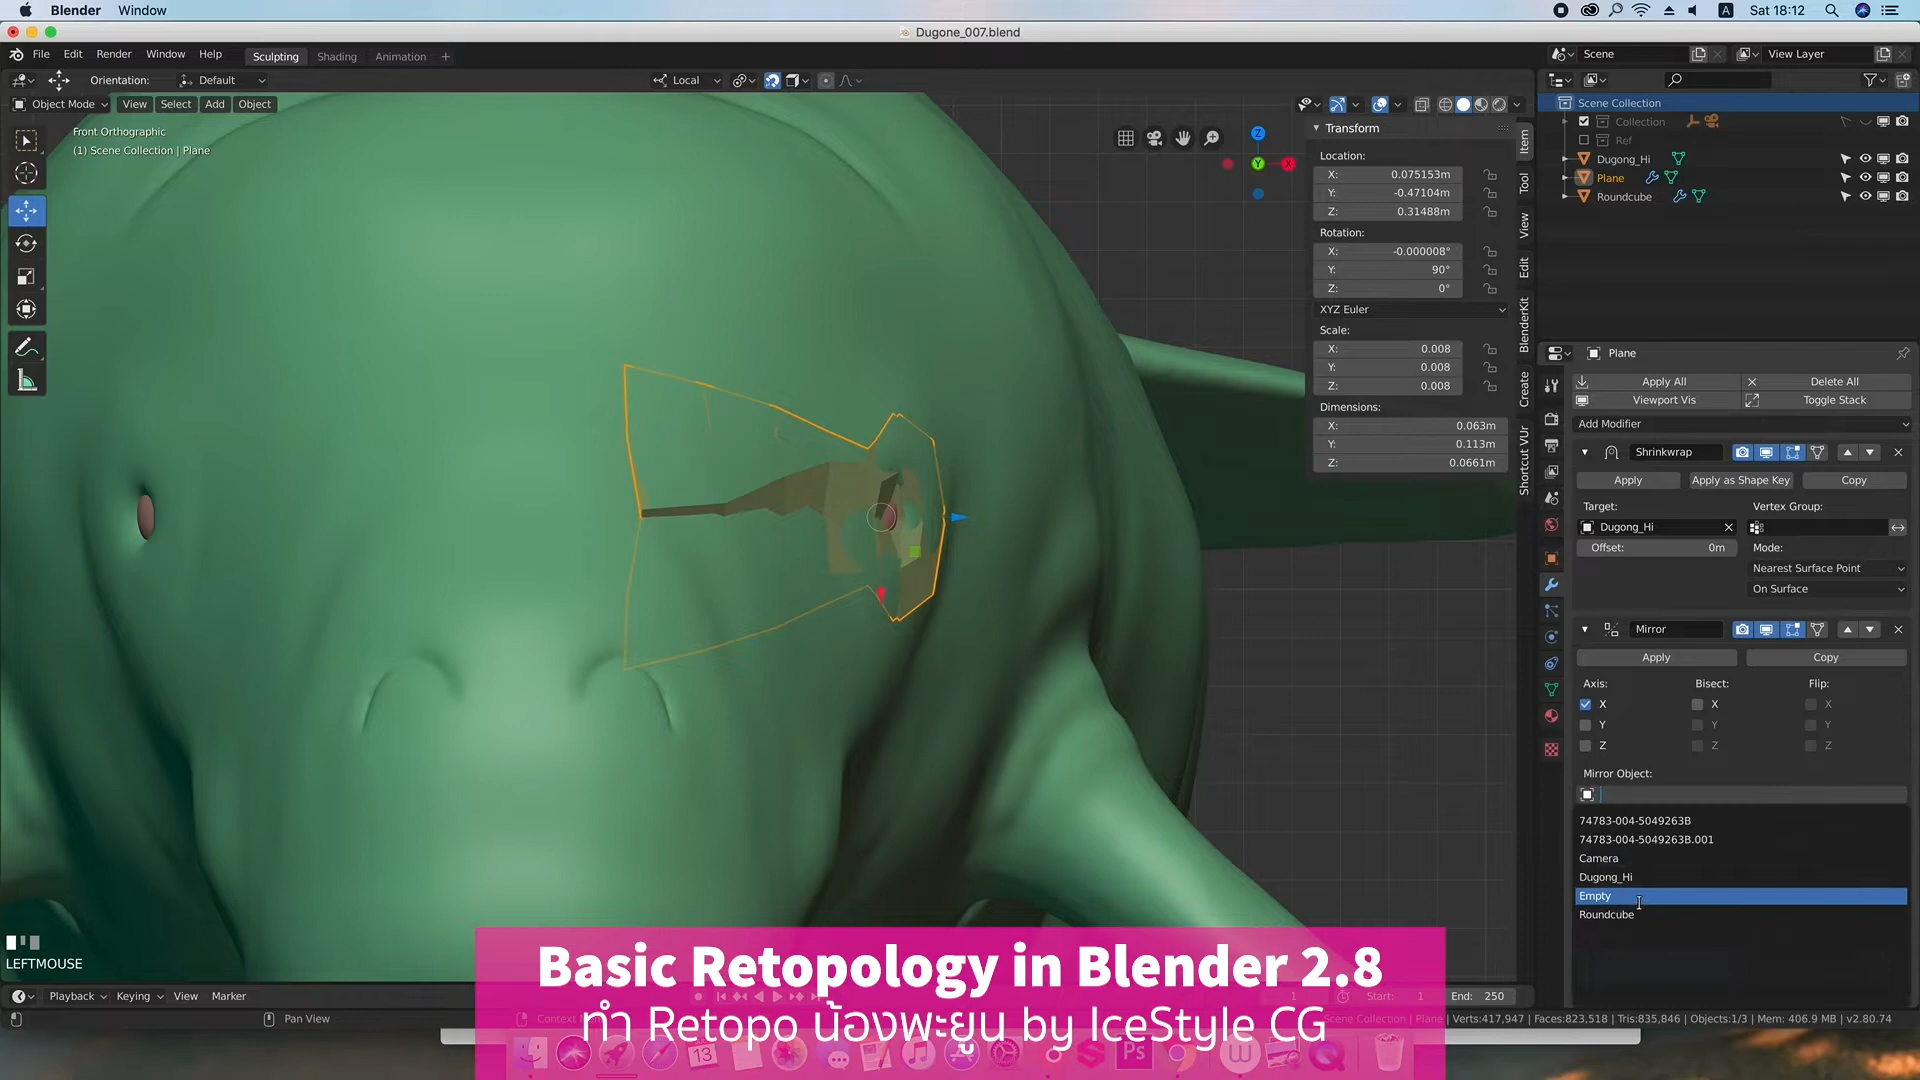 Blender Window
Sat 18:12
Dugone_007.blend
File Edit Render Window Help Sculpting Shading Animation +
Scene View Layer
Orientation: Default Local
Object Mode View Select Add Object
Front Orthographic
(1) Scene Collection | Plane
Z
Y
X
Transform
Location:
X: 0.075153m
Y: -0.47104m
Z: 0.31488m
Rotation:
X: -0.000008°
Y: 90°
Z: 0°
XYZ Euler
Scale:
X: 0.008
Y: 0.008
Z: 0.008
Dimensions:
X: 0.063m
Y: 0.113m
Z: 0.0661m
Item
Tool
View
Edit
BlenderKit
Create
Shortcut VUr
Scene Collection
Collection
Ref
Dugong_Hi
Plane
Roundcube
Plane
Apply All Delete All
Viewport Vis Toggle Stack
Add Modifier
Shrinkwrap
Apply Apply as Shape Key Copy
Target: Vertex Group:
Dugong_Hi
Offset: 0m Mode:
Nearest Surface Point
On Surface
Mirror
Apply Copy
Axis: Bisect: Flip:
X X X
Y Y Y
Z Z Z
Mirror Object:
74783-004-5049263B
74783-004-5049263B.001
Camera
Dugong_Hi
Empty
Roundcube
LEFTMOUSE
Basic Retopology in Blender 2.8
ทำ Retopo น้องพะยูน by IceStyle CG
Playback Keying View Marker
1 Start: 1 End: 250
Pan View
Context Menu
Scene Collection | Plane | Verts:417,947 | Faces:823,518 | Tris:835,846 | Objects:1/3 | Mem: 406.9 MB | v2.80.74
13
Ps